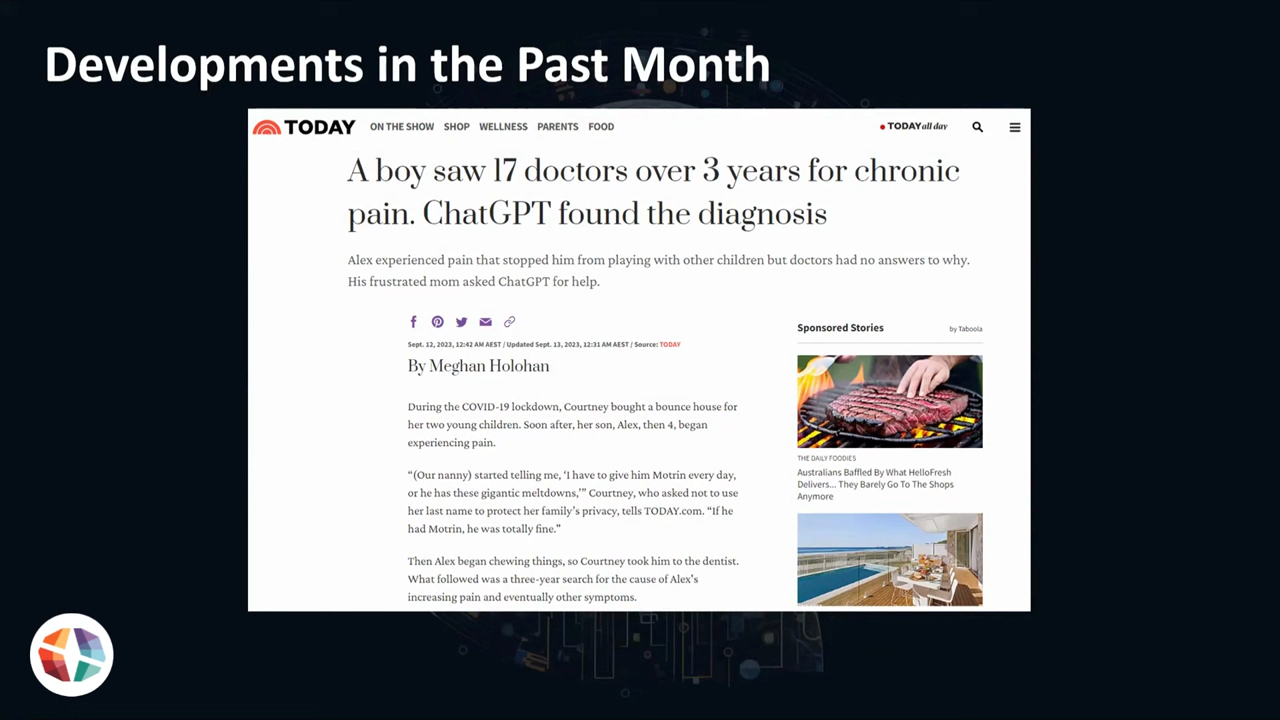 Developments in the Past Month
TODAY ON THE SHOW SHOP WELLNESS PARENTS FOOD TODAY all day
A boy saw 17 doctors over 3 years for chronic
pain. ChatGPT found the diagnosis
Alex experienced pain that stopped him from playing with other children but doctors had no answers to why.
His frustrated mom asked ChatGPT for help.
Sept. 12, 2023, 12:42 AM AEST / Updated Sept. 13, 2023, 12:31 AM AEST / Source: TODAY
By Meghan Holohan
During the COVID-19 lockdown, Courtney bought a bounce house for
her two young children. Soon after, her son, Alex, then 4, began
experiencing pain.
“(Our nanny) started telling me, ‘I have to give him Motrin every day,
or he has these gigantic meltdowns,’” Courtney, who asked not to use
her last name to protect her family’s privacy, tells TODAY.com. “If he
had Motrin, he was totally fine.”
Then Alex began chewing things, so Courtney took him to the dentist.
What followed was a three-year search for the cause of Alex’s
increasing pain and eventually other symptoms.
Sponsored Stories by Taboola
THE DAILY FOODIES
Australians Baffled By What HelloFresh
Delivers... They Barely Go To The Shops
Anymore